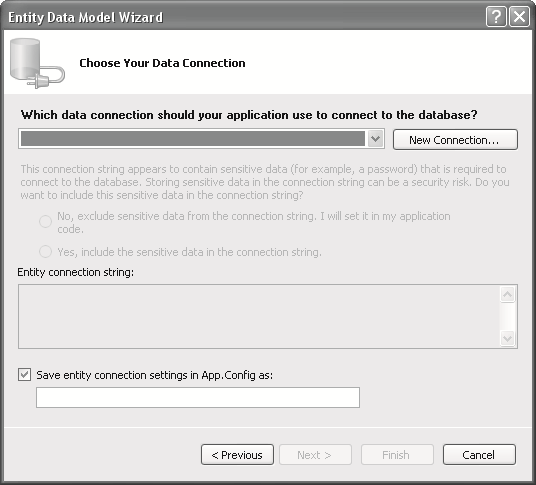 Entity Data Model Wizard
Choose Your Data Connection
Which data connection should your application use to connect to the database?
New Connection...
This connection string appears to contain sensitive data (for example, a password) that is required to
connect to the database. Storing sensitive data in the connection string can be a security risk. Do you
want to include this sensitive data in the connection string?
No, exclude sensitive data from the connection string. I will set it in my application
code.
Yes, include the sensitive data in the connection string.
Entity connection string:
Save entity connection settings in App.Config as:
< Previous
Next >
Finish
Cancel